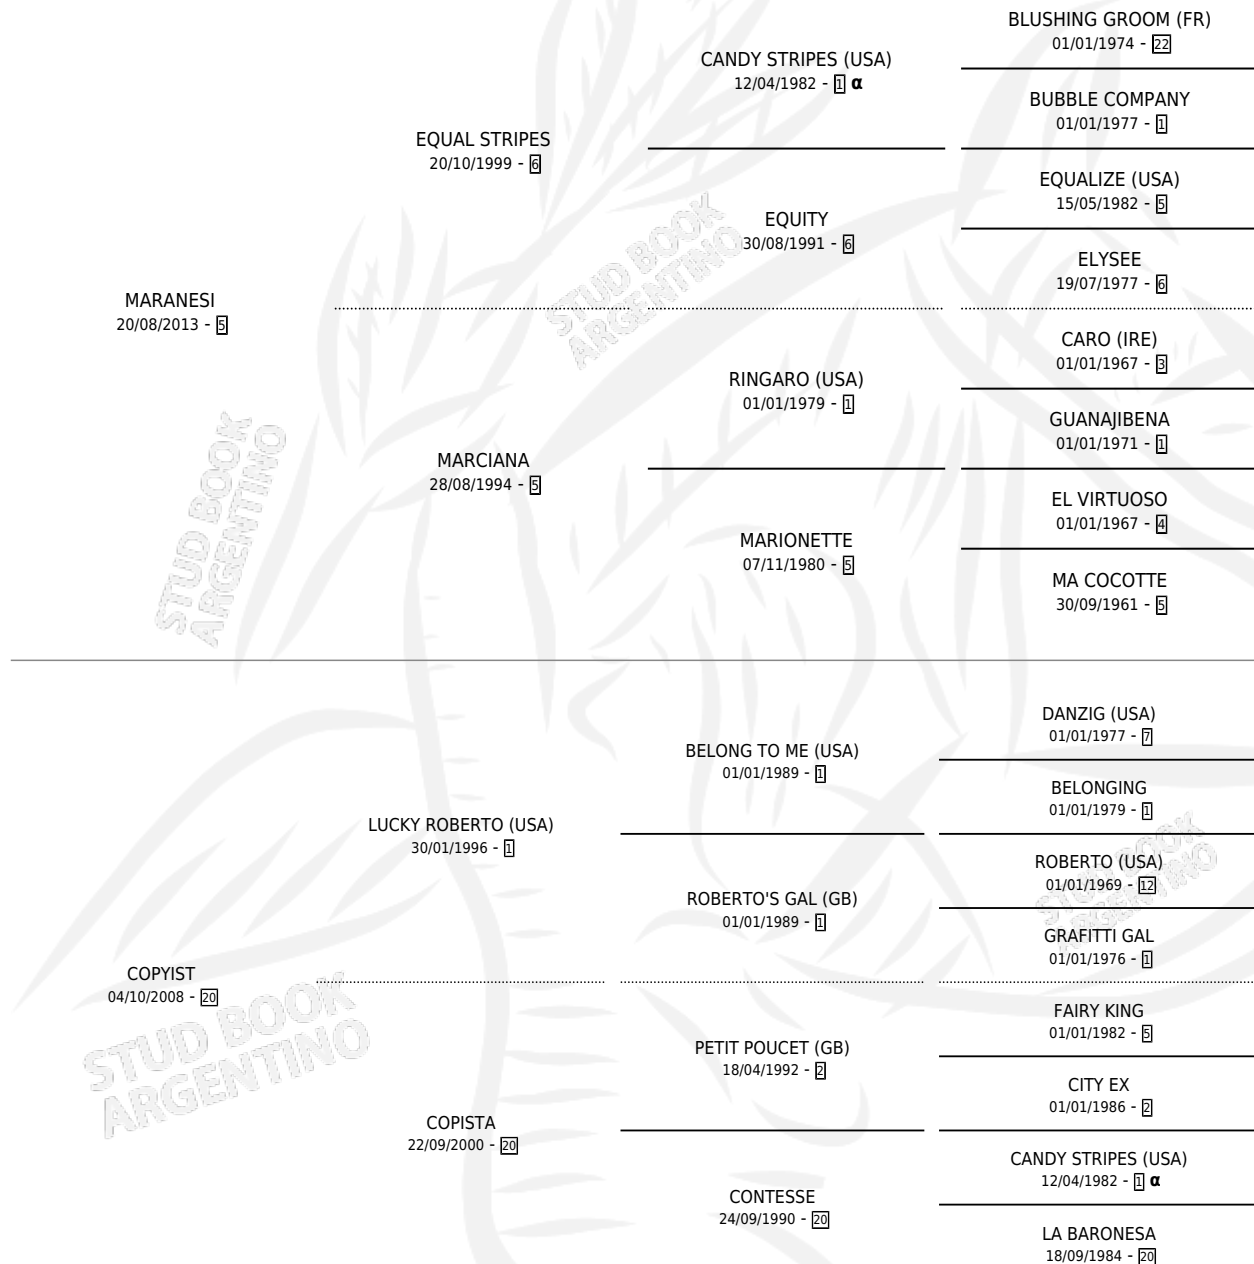 BLUSHING GROOM (FR)
01/01/1974 - 22
CANDY STRIPES (USA)
12/04/1982 - 1 α
BUBBLE COMPANY
01/01/1977 - 1
EQUAL STRIPES
20/10/1999 - 6
EQUALIZE (USA)
15/05/1982 - 5
EQUITY
30/08/1991 - 6
ELYSEE
19/07/1977 - 6
MARANESI
20/08/2013 - 5
CARO (IRE)
01/01/1967 - 3
RINGARO (USA)
01/01/1979 - 1
GUANAJIBENA
01/01/1971 - 1
MARCIANA
28/08/1994 - 5
EL VIRTUOSO
01/01/1967 - 4
MARIONETTE
07/11/1980 - 5
MA COCOTTE
30/09/1961 - 5
STUD BOOK
ARGENTINO
STUD BOOK
ARGENTINO
DANZIG (USA)
01/01/1977 - 7
BELONG TO ME (USA)
01/01/1989 - 1
BELONGING
01/01/1979 - 1
LUCKY ROBERTO (USA)
30/01/1996 - 1
ROBERTO (USA)
01/01/1969 - 12
ROBERTO'S GAL (GB)
01/01/1989 - 1
GRAFITTI GAL
01/01/1976 - 1
COPYIST
04/10/2008 - 20
FAIRY KING
01/01/1982 - 5
PETIT POUCET (GB)
18/04/1992 - 2
CITY EX
01/01/1986 - 2
COPISTA
22/09/2000 - 20
CANDY STRIPES (USA)
12/04/1982 - 1 α
CONTESSE
24/09/1990 - 20
LA BARONESA
18/09/1984 - 20
STUD BOOK
ARGENTINO
STUD BOOK
ARGENTINO